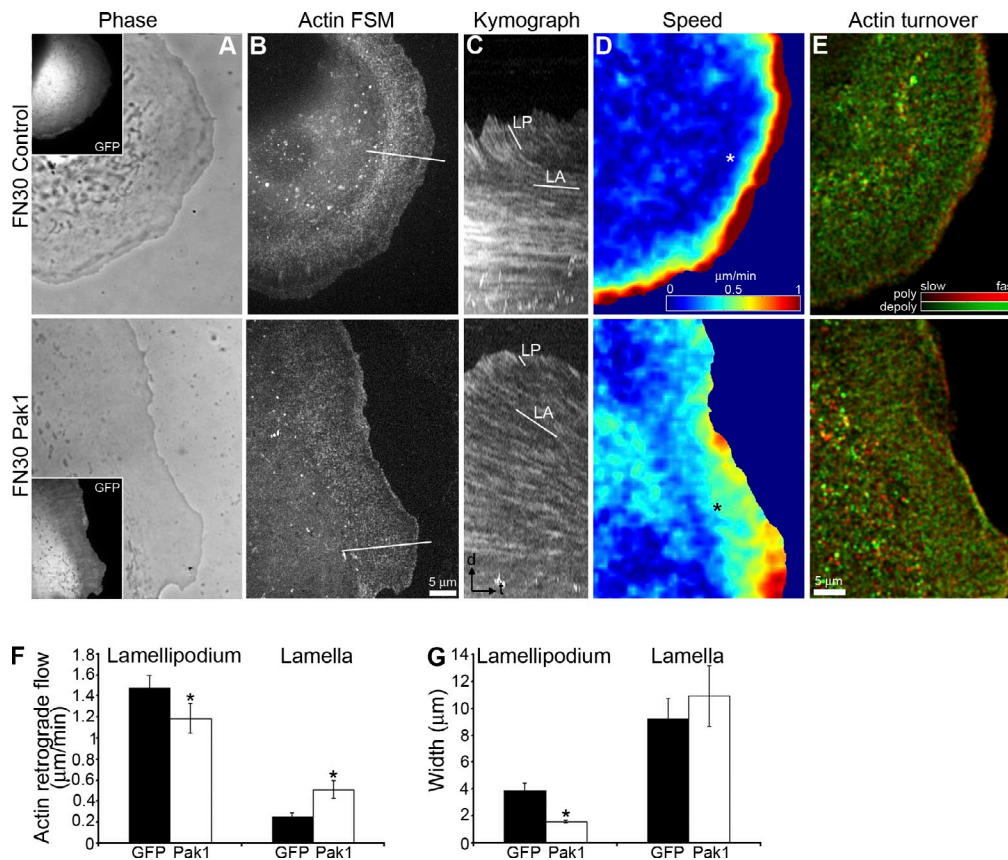 Phase
Actin FSM
Kymograph
Speed
Actin turnover
FN30 Control
A
B
C
D
E
GFP
LP
LA
*
µm/min
0 0.5 1
slow fas
poly
depoly
FN30 Pak1
GFP
LP
LA
*
d
t
5 µm
5 µm
F
Lamellipodium Lamella
Actin retrograde flow
(µm/min)
1.8
1.6
1.4
1.2
1
0.8
0.6
0.4
0.2
0
*
*
GFP Pak1 GFP Pak1
G
Lamellipodium Lamella
Width (µm)
14
12
10
8
6
4
2
0
*
GFP Pak1 GFP Pak1